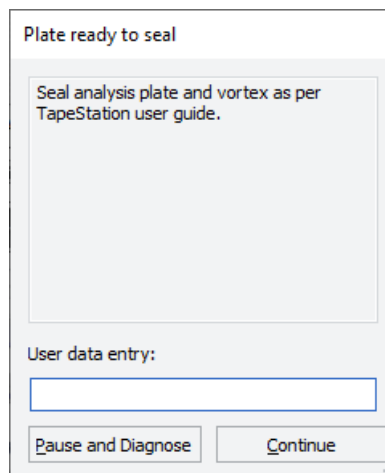 Plate ready to seal
Seal analysis plate and vortex as per
TapeStation user guide.
User data entry:
Pause and Diagnose
Continue